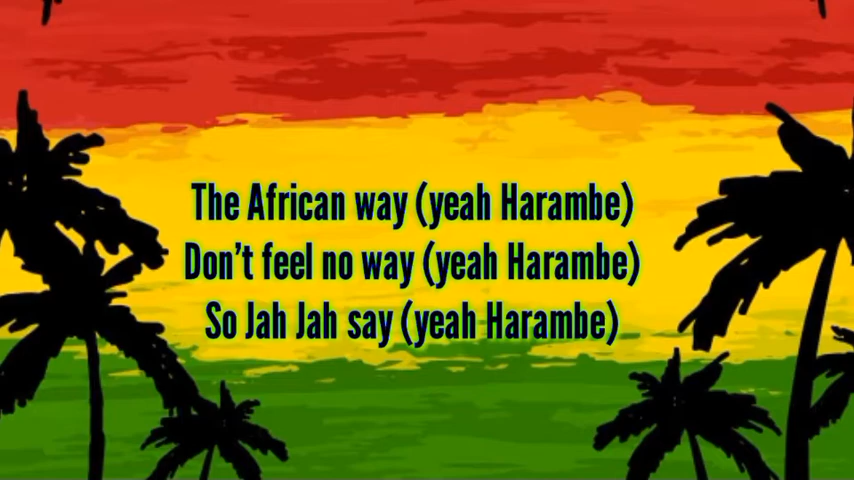 The African way (yeah Harambe)
Don't feel no way (yeah Harambe)
So Jah Jah say (yeah Harambe)